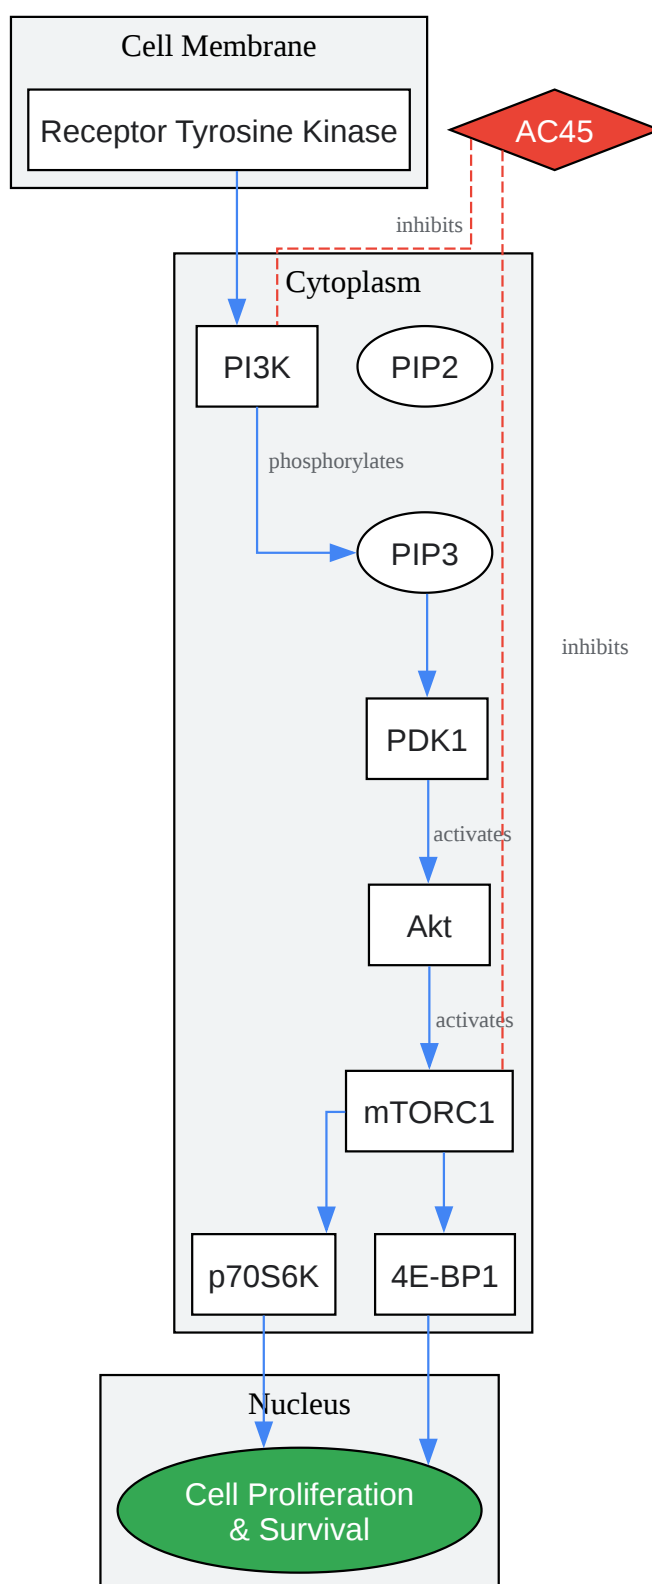 Cell Membrane
Receptor Tyrosine Kinase
AC45
inhibits
Cytoplasm
PI3K
PIP2
phosphorylates
PIP3
inhibits
PDK1
activates
Akt
activates
mTORC1
p70S6K
4E-BP1
Nucleus
Cell Proliferation
& Survival